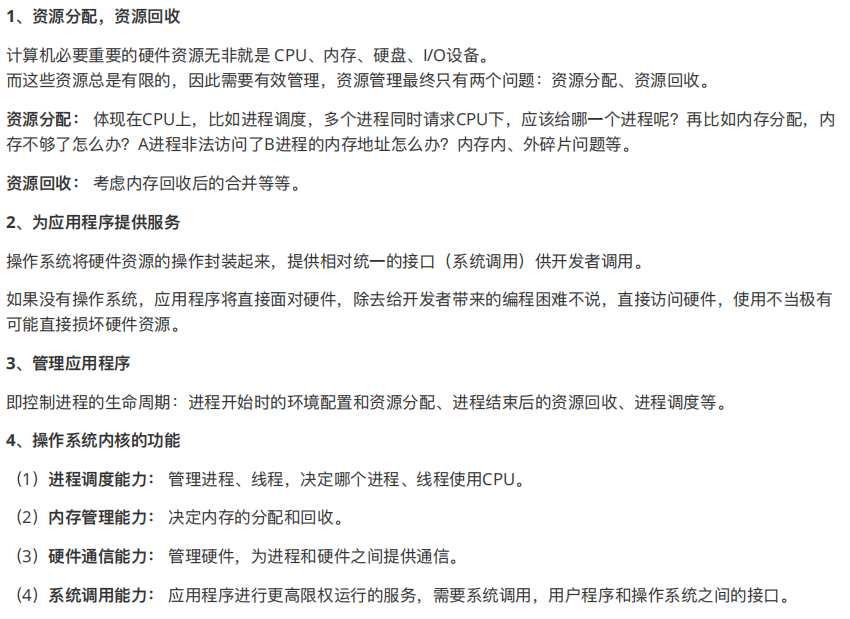 1、资源分配，资源回收
计算机必要重要的硬件资源无非就是 CPU、内存、硬盘、I/O设备。
而这些资源总是有限的，因此需要有效管理，资源管理最终只有两个问题：资源分配、资源回收。
资源分配： 体现在CPU上，比如进程调度，多个进程同时请求CPU下，应该给哪一个进程呢？再比如内存分配，内
存不够了怎么办？A进程非法访问了B进程的内存地址怎么办？内存内、外碎片问题等。
资源回收： 考虑内存回收后的合并等等。
2、为应用程序提供服务
操作系统将硬件资源的操作封装起来，提供相对统一的接口（系统调用）供开发者调用。
如果没有操作系统，应用程序将直接面对硬件，除去给开发者带来的编程困难不说，直接访问硬件，使用不当极有
可能直接损坏硬件资源。
3、管理应用程序
即控制进程的生命周期：进程开始时的环境配置和资源分配、进程结束后的资源回收、进程调度等。
4、操作系统内核的功能
（1）进程调度能力： 管理进程、线程，决定哪个进程、线程使用CPU。
（2）内存管理能力： 决定内存的分配和回收。
（3）硬件通信能力： 管理硬件，为进程和硬件之间提供通信。
（4）系统调用能力： 应用程序进行更高限权运行的服务，需要系统调用，用户程序和操作系统之间的接口。